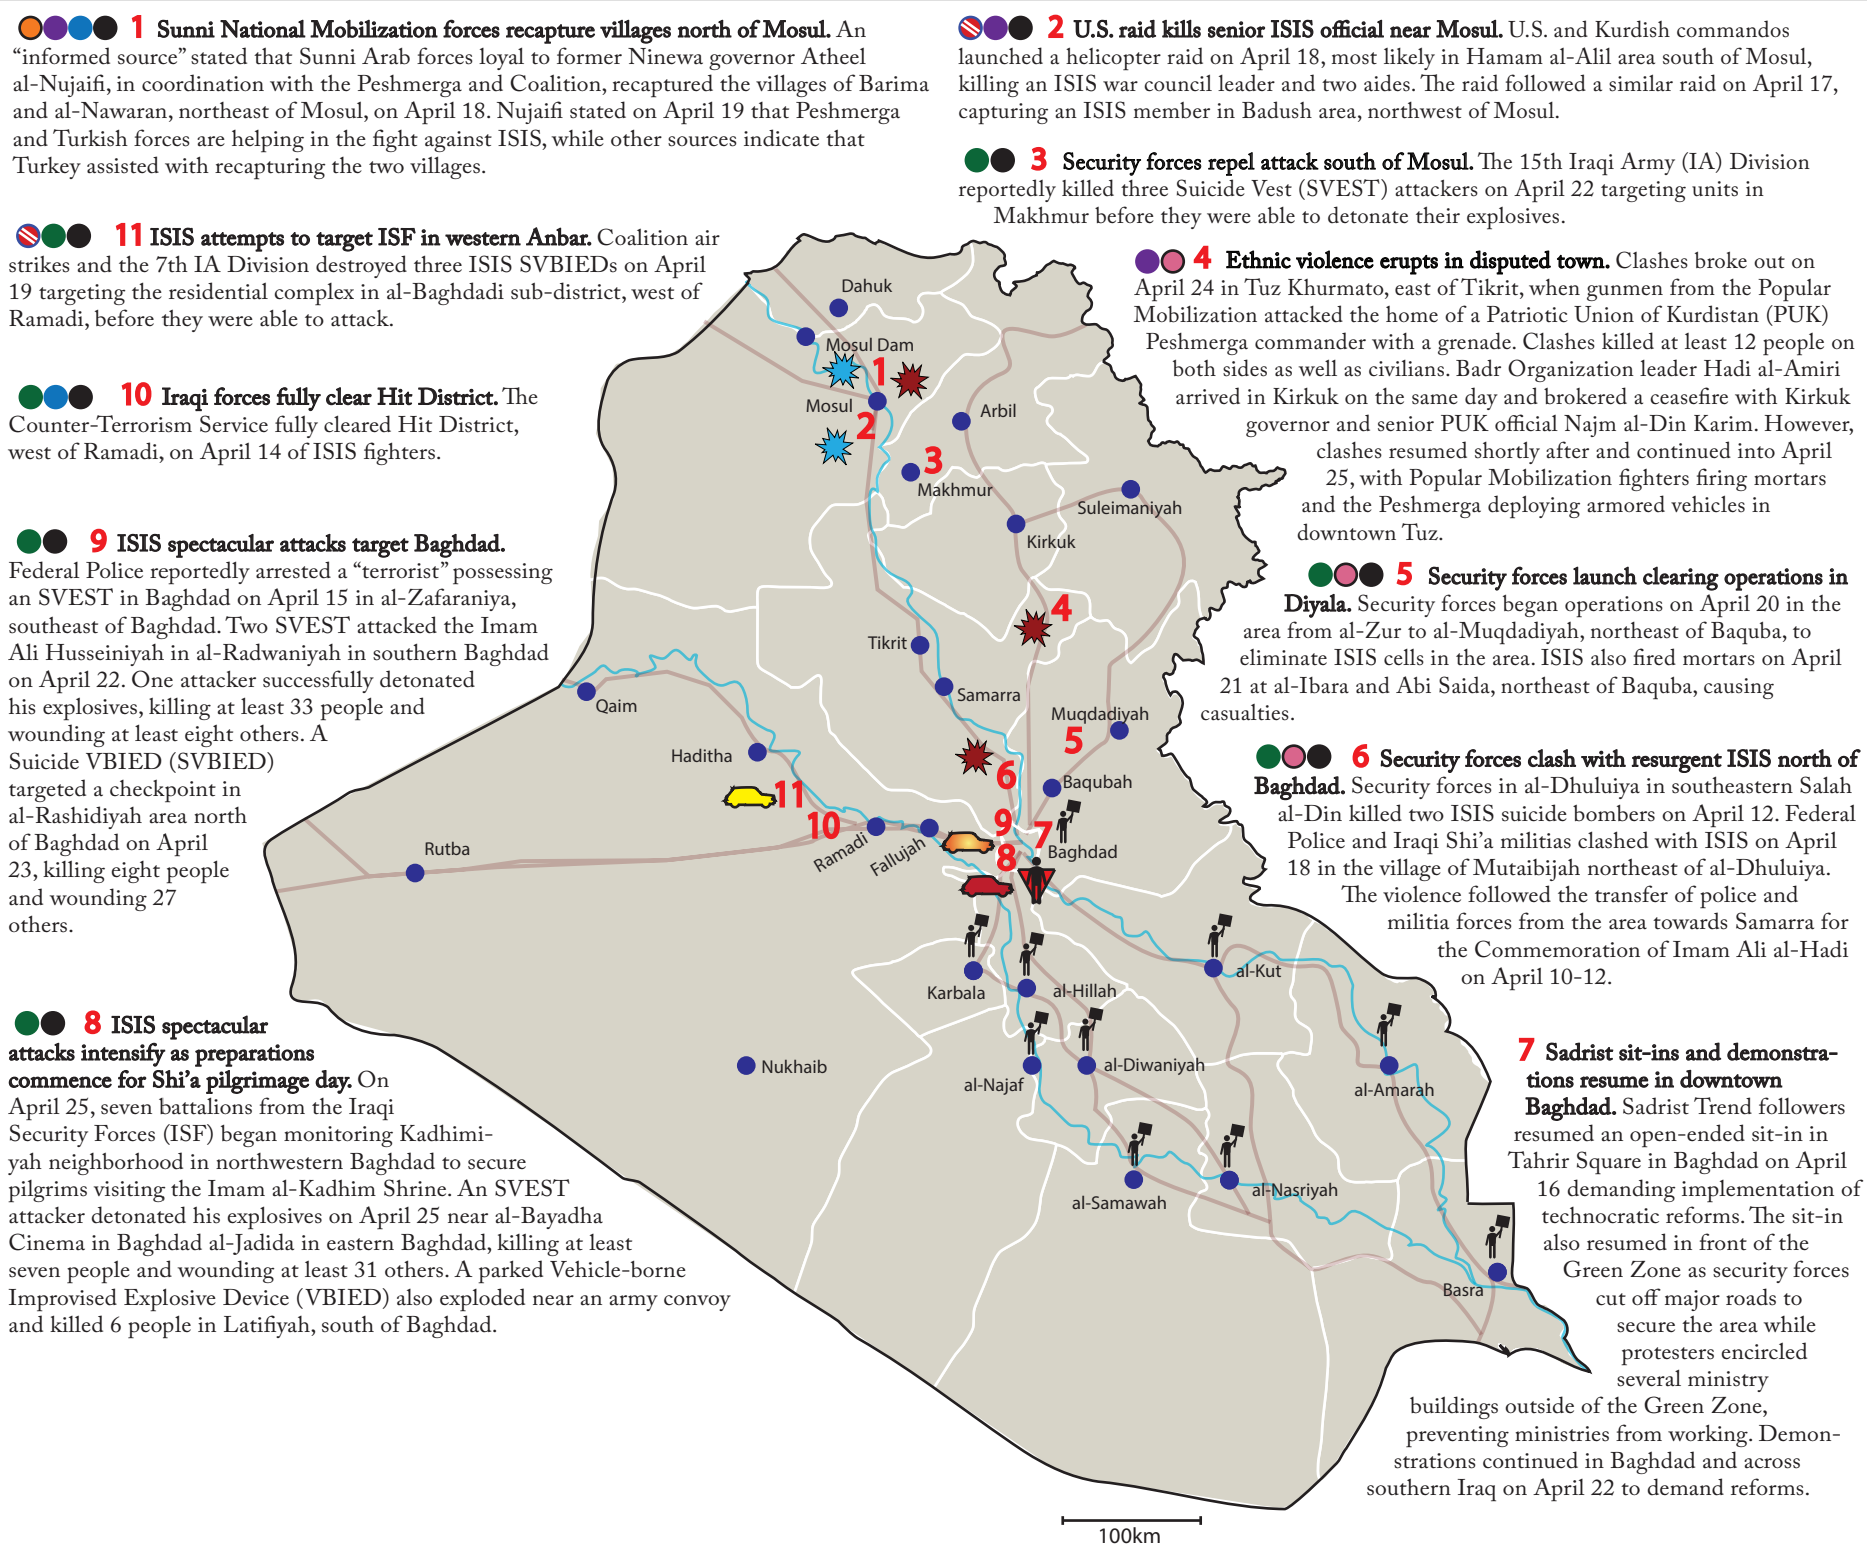 1 Sunni National Mobilization forces recapture villages north of Mosul. An
“informed source” stated that Sunni Arab forces loyal to former Ninewa governor Atheel
al-Nujaifi, in coordination with the Peshmerga and Coalition, recaptured the villages of Barima
and al-Nawaran, northeast of Mosul, on April 18. Nujaifi stated on April 19 that Peshmerga
and Turkish forces are helping in the fight against ISIS, while other sources indicate that
Turkey assisted with recapturing the two villages.
2 U.S. raid kills senior ISIS official near Mosul. U.S. and Kurdish commandos
launched a helicopter raid on April 18, most likely in Hamam al-Alil area south of Mosul,
killing an ISIS war council leader and two aides. The raid followed a similar raid on April 17,
capturing an ISIS member in Badush area, northwest of Mosul.
3 Security forces repel attack south of Mosul. The 15th Iraqi Army (IA) Division
reportedly killed three Suicide Vest (SVEST) attackers on April 22 targeting units in
Makhmur before they were able to detonate their explosives.
4 Ethnic violence erupts in disputed town. Clashes broke out on
April 24 in Tuz Khurmato, east of Tikrit, when gunmen from the Popular
Mobilization attacked the home of a Patriotic Union of Kurdistan (PUK)
Peshmerga commander with a grenade. Clashes killed at least 12 people on
both sides as well as civilians. Badr Organization leader Hadi al-Amiri
arrived in Kirkuk on the same day and brokered a ceasefire with Kirkuk
governor and senior PUK official Najm al-Din Karim. However,
clashes resumed shortly after and continued into April
25, with Popular Mobilization fighters firing mortars
and the Peshmerga deploying armored vehicles in
downtown Tuz.
5 Security forces launch clearing operations in
Diyala. Security forces began operations on April 20 in the
area from al-Zur to al-Muqdadiyah, northeast of Baquba, to
eliminate ISIS cells in the area. ISIS also fired mortars on April
21 at al-Ibara and Abi Saida, northeast of Baquba, causing
casualties.
6 Security forces clash with resurgent ISIS north of
Baghdad. Security forces in al-Dhuluiya in southeastern Salah
al-Din killed two ISIS suicide bombers on April 12. Federal
Police and Iraqi Shi’a militias clashed with ISIS on April
18 in the village of Mutaibijah northeast of al-Dhuluiya.
The violence followed the transfer of police and
militia forces from the area towards Samarra for
the Commemoration of Imam Ali al-Hadi
on April 10-12.
7 Sadrist sit-ins and demonstra-
tions resume in downtown
Baghdad. Sadrist Trend followers
resumed an open-ended sit-in in
Tahrir Square in Baghdad on April
16 demanding implementation of
technocratic reforms. The sit-in
also resumed in front of the
Green Zone as security forces
cut off major roads to
secure the area while
protesters encircled
several ministry
buildings outside of the Green Zone,
preventing ministries from working. Demon-
strations continued in Baghdad and across
southern Iraq on April 22 to demand reforms.
11 ISIS attempts to target ISF in western Anbar. Coalition air
strikes and the 7th IA Division destroyed three ISIS SVBIEDs on April
19 targeting the residential complex in al-Baghdadi sub-district, west of
Ramadi, before they were able to attack.
10 Iraqi forces fully clear Hit District. The
Counter-Terrorism Service fully cleared Hit District,
west of Ramadi, on April 14 of ISIS fighters.
9 ISIS spectacular attacks target Baghdad.
Federal Police reportedly arrested a “terrorist” possessing
an SVEST in Baghdad on April 15 in al-Zafaraniya,
southeast of Baghdad. Two SVEST attacked the Imam
Ali Husseiniyah in al-Radwaniyah in southern Baghdad
on April 22. One attacker successfully detonated
his explosives, killing at least 33 people and
wounding at least eight others. A
Suicide VBIED (SVBIED)
targeted a checkpoint in
al-Rashidiyah area north
of Baghdad on April
23, killing eight people
and wounding 27
others.
8 ISIS spectacular
attacks intensify as preparations
commence for Shi’a pilgrimage day. On
April 25, seven battalions from the Iraqi
Security Forces (ISF) began monitoring Kadhimi-
yah neighborhood in northwestern Baghdad to secure
pilgrims visiting the Imam al-Kadhim Shrine. An SVEST
attacker detonated his explosives on April 25 near al-Bayadha
Cinema in Baghdad al-Jadida in eastern Baghdad, killing at least
seven people and wounding at least 31 others. A parked Vehicle-borne
Improvised Explosive Device (VBIED) also exploded near an army convoy
and killed 6 people in Latifiyah, south of Baghdad.
Dahuk
Mosul Dam
1
Mosul
2
Arbil
3
Makhmur
Suleimaniyah
Kirkuk
4
Tikrit
Samarra
Qaim
Muqdadiyah
5
Haditha
6
Baqubah
11
10
9
7
Ramadi
Fallujah
8
Baghdad
Rutba
Karbala
al-Hillah
al-Kut
Nukhaib
al-Najaf
al-Diwaniyah
al-Amarah
al-Samawah
al-Nasriyah
Basra
100km